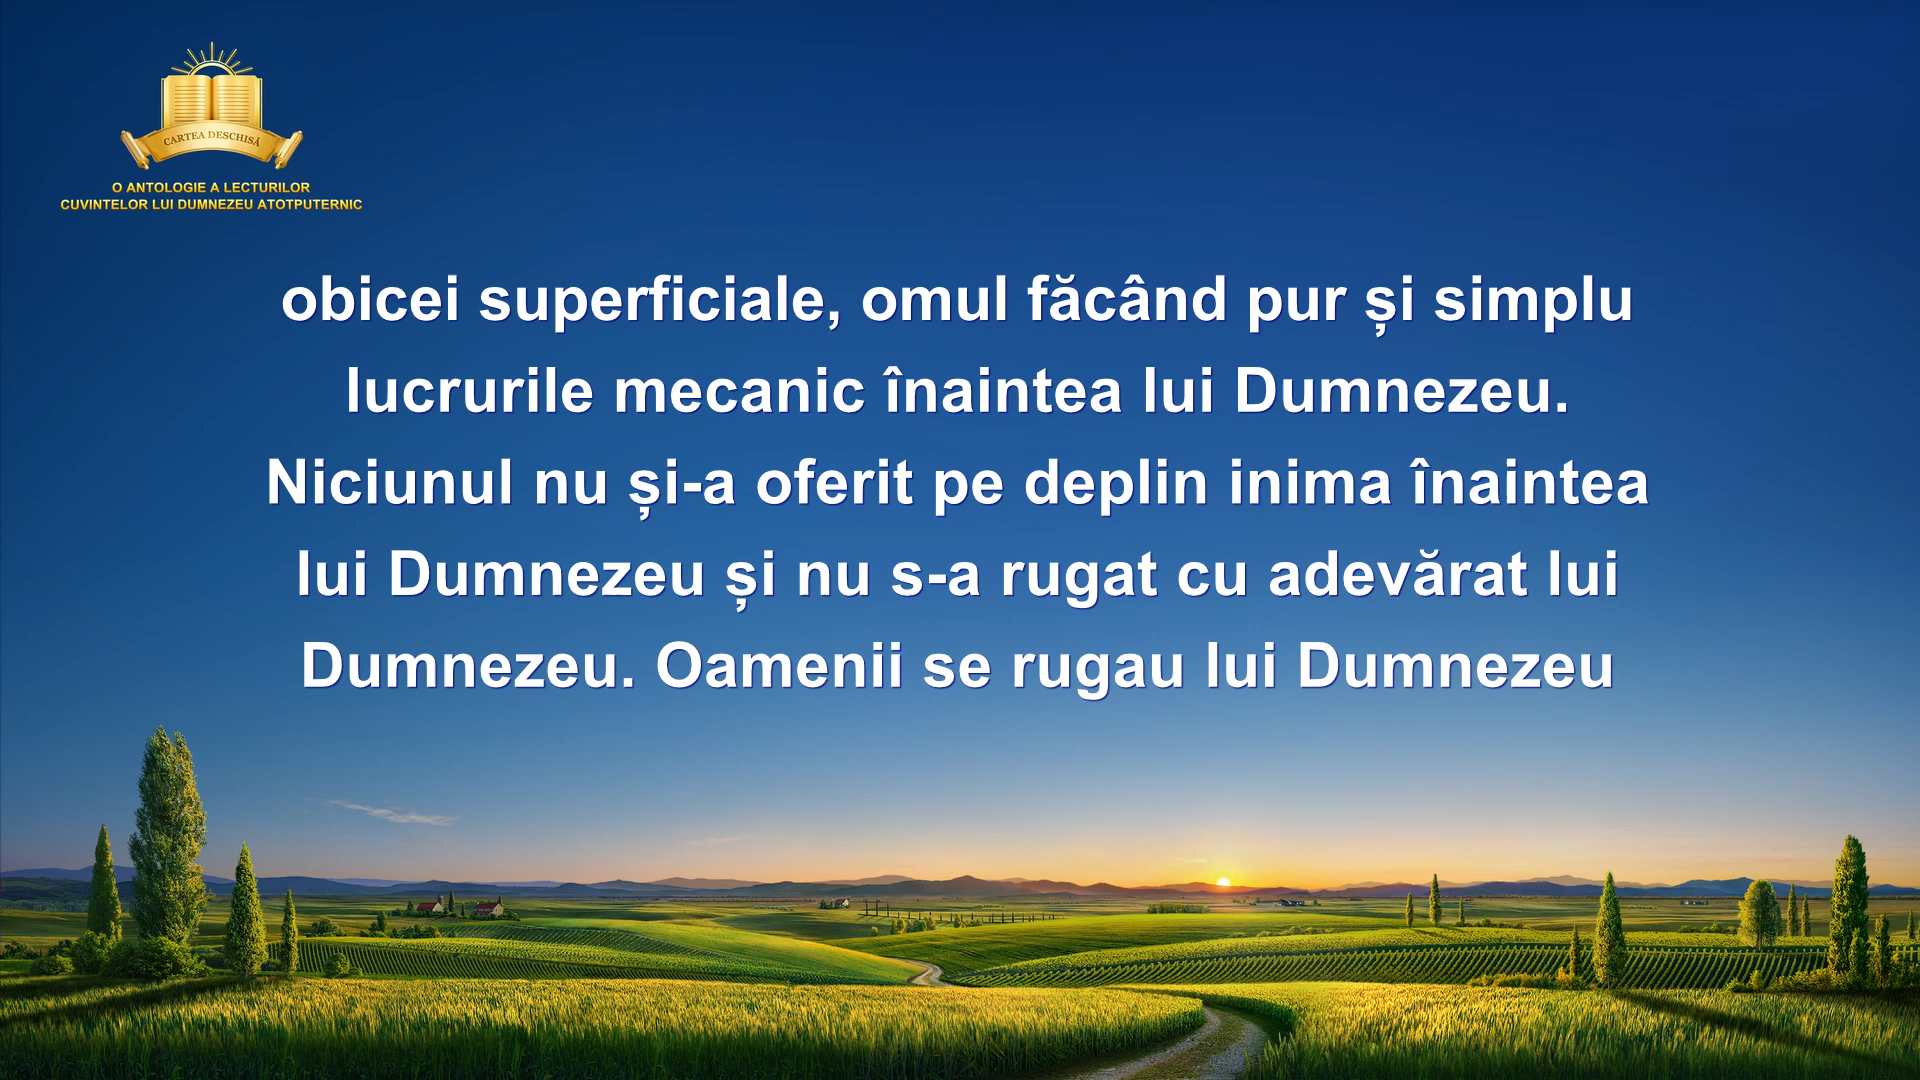 CARTEA DESCHISĂ
O ANTOLOGIE A LECTURILOR
CUVINTELOR LUI DUMNEZEU ATOTPUTERNIC
obicei superficiale, omul făcând pur și simplu
lucrurile mecanic înaintea lui Dumnezeu.
Niciunul nu și-a oferit pe deplin inima înaintea
lui Dumnezeu și nu s-a rugat cu adevărat lui
Dumnezeu. Oamenii se rugau lui Dumnezeu